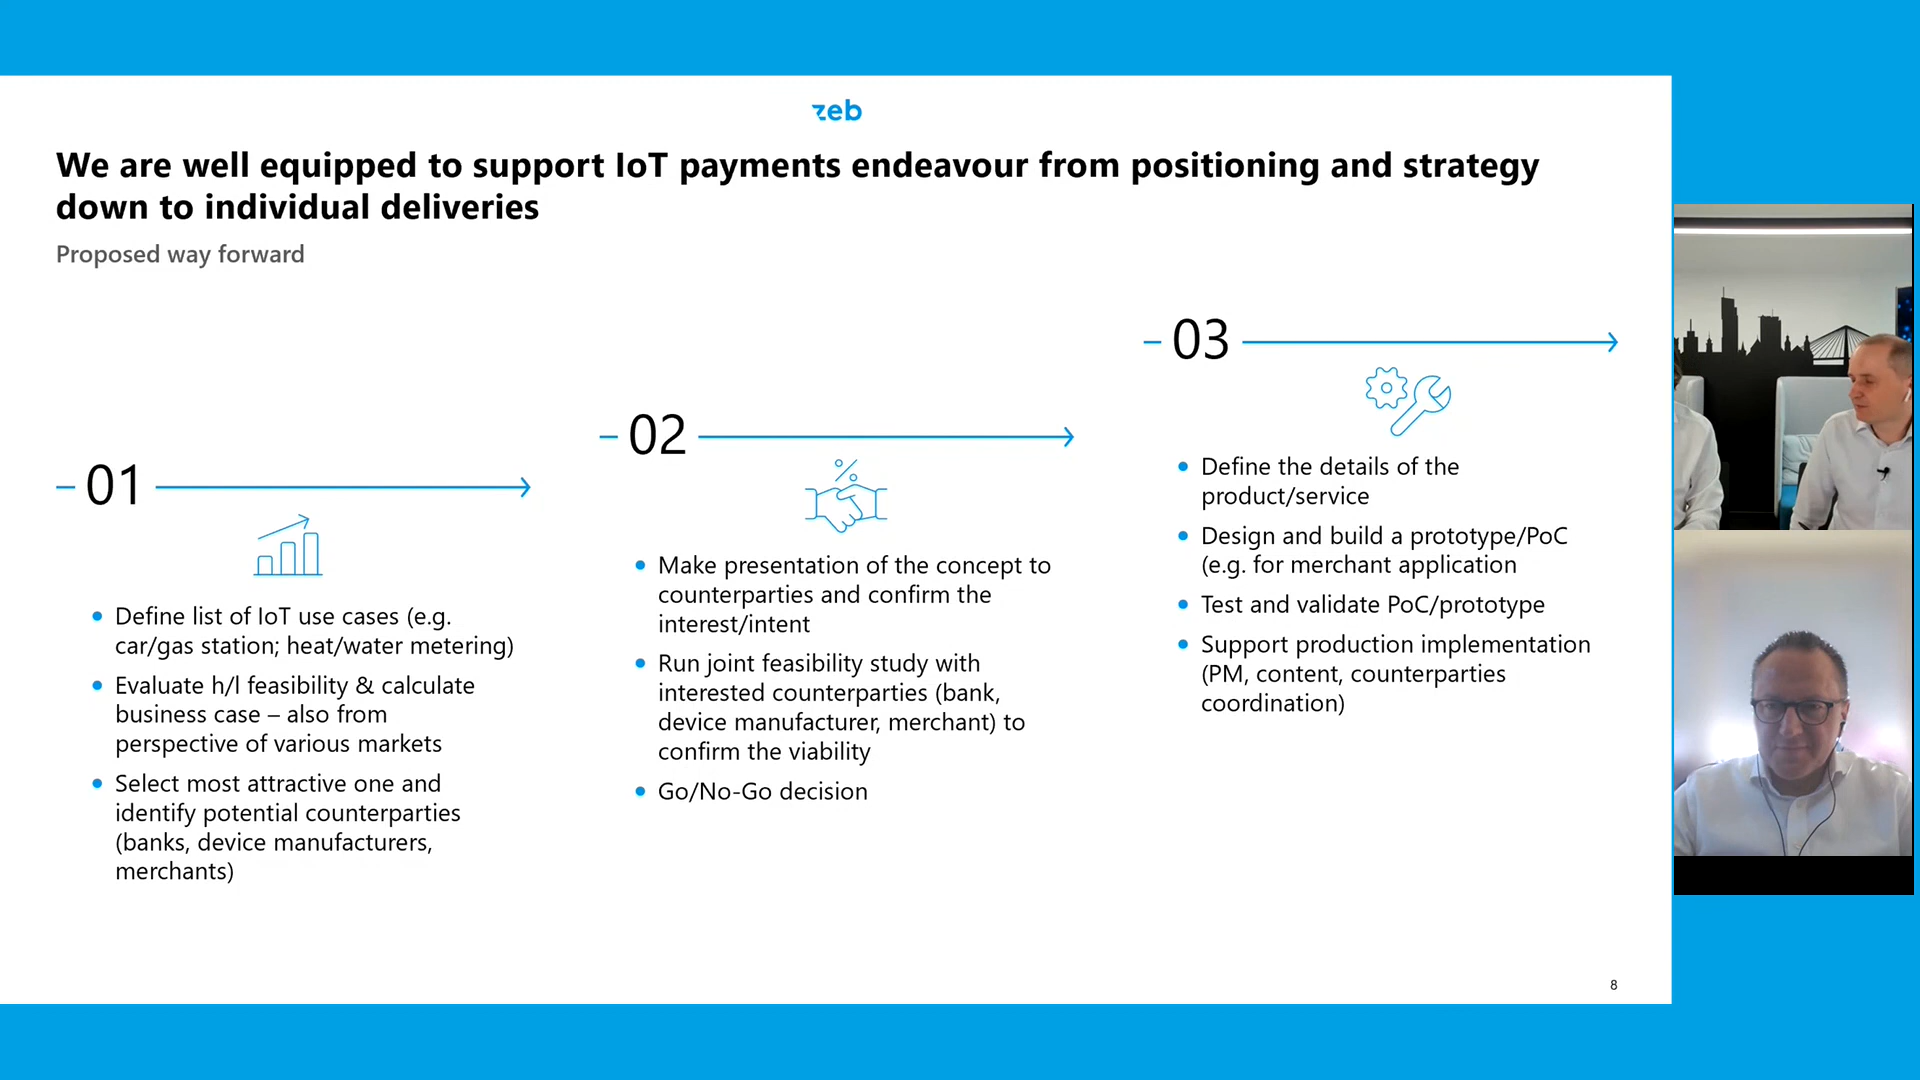 zeb
We are well equipped to support IoT payments endeavour from positioning and strategy
down to individual deliveries
Proposed way forward
01
Define list of IoT use cases (e.g.
car/gas station; heat/water metering)
Evaluate h/l feasibility & calculate
business case – also from
perspective of various markets
Select most attractive one and
identify potential counterparties
(banks, device manufacturers,
merchants)
02
%
Make presentation of the concept to
counterparties and confirm the
interest/intent
Run joint feasibility study with
interested counterparties (bank,
device manufacturer, merchant) to
confirm the viability
Go/No-Go decision
03
Define the details of the
product/service
Design and build a prototype/PoC
(e.g. for merchant application
Test and validate PoC/prototype
Support production implementation
(PM, content, counterparties
coordination)
8